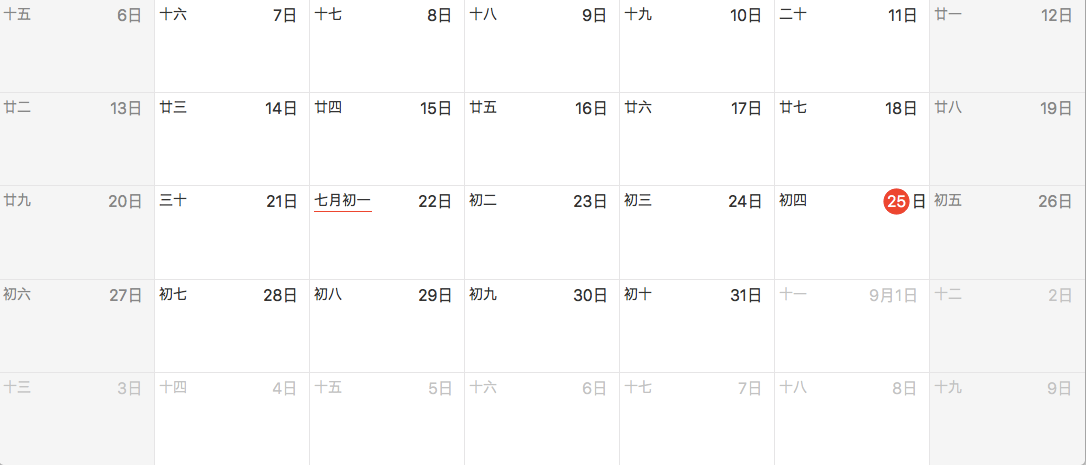 十五 6日 十六 7日 十七 8日 十八 9日 十九 10日 二十 11日 廿一 12日
廿二 13日 廿三 14日 廿四 15日 廿五 16日 廿六 17日 廿七 18日 廿八 19日
廿九 20日 三十 21日 七月初一 22日 初二 23日 初三 24日 初四 25日 初五 26日
初六 27日 初七 28日 初八 29日 初九 30日 初十 31日 十一 9月1日 十二 2日
十三 3日 十四 4日 十五 5日 十六 6日 十七 7日 十八 8日 十九 9日